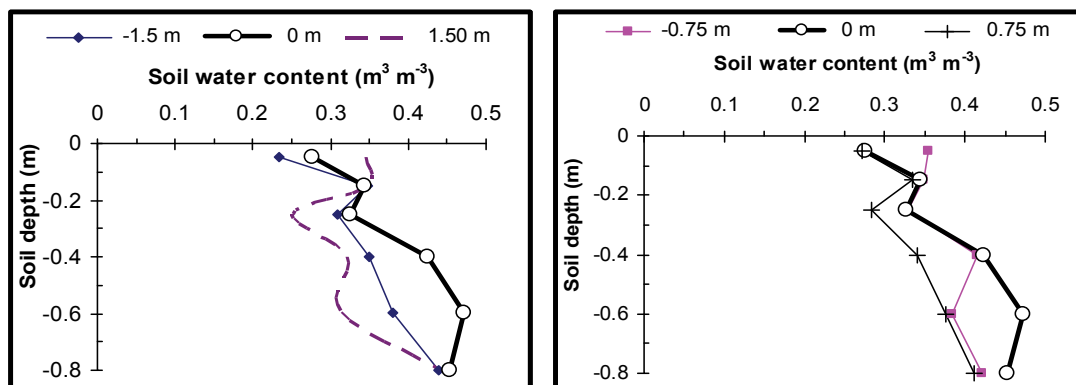 -1.5 m 0 m 1.50 m
Soil water content (m³ m⁻³)
0 0.1 0.2 0.3 0.4 0.5
0
-0.2
-0.4
-0.6
-0.8
Soil depth (m)
-0.75 m 0 m 0.75 m
Soil water content (m³ m⁻³)
0 0.1 0.2 0.3 0.4 0.5
0
-0.2
-0.4
-0.6
-0.8
Soil depth (m)